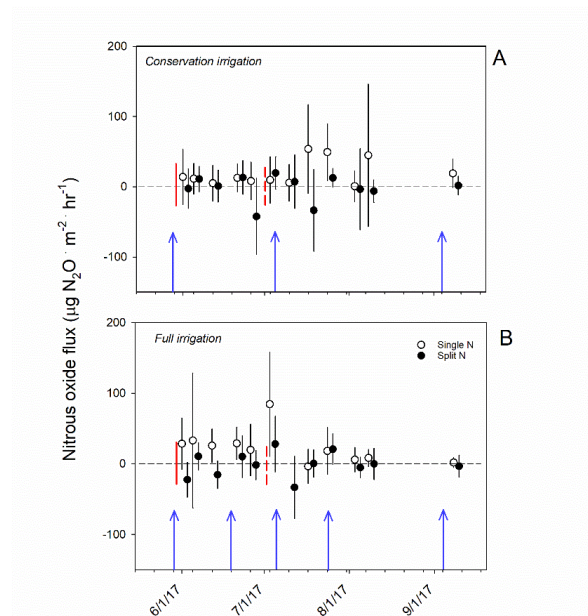 A
Conservation irrigation
200
100
0
-100
Nitrous oxide flux (µg N₂O · m⁻² · hr⁻¹)
B
Full irrigation
Single N
Split N
200
100
0
-100
6/1/17
7/1/17
8/1/17
9/1/17